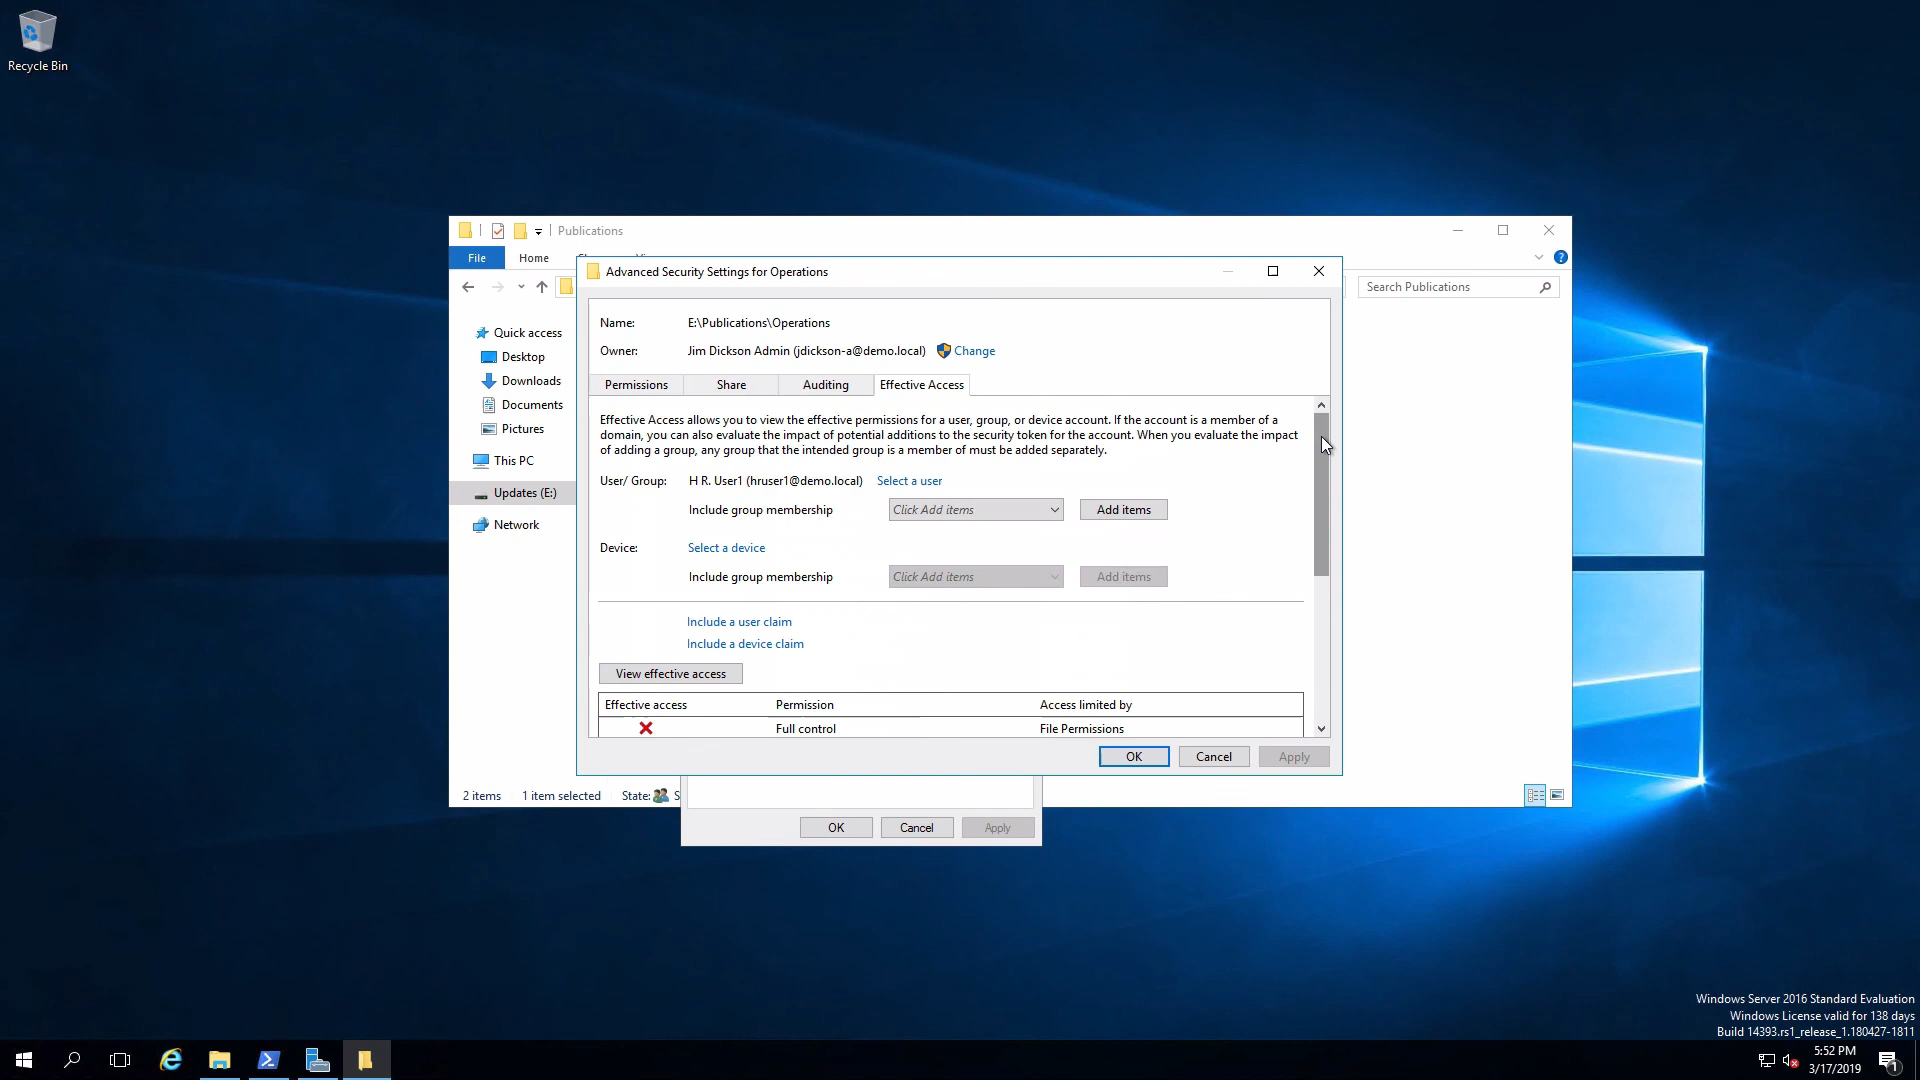 Recycle Bin
Publications
File
Home
Advanced Security Settings for Operations
Search Publications
Quick access
Desktop
Downloads
Documents
Pictures
This PC
Updates (E:)
Network
Name: E:\Publications\Operations
Owner: Jim Dickson Admin (jdickson-a@demo.local) Change
Permissions Share Auditing Effective Access
Effective Access allows you to view the effective permissions for a user, group, or device account. If the account is a member of a
domain, you can also evaluate the impact of potential additions to the security token for the account. When you evaluate the impact
of adding a group, any group that the intended group is a member of must be added separately.
User/ Group: H R. User1 (hruser1@demo.local) Select a user
Include group membership Click Add items Add items
Device: Select a device
Include group membership Click Add items Add items
Include a user claim
Include a device claim
View effective access
Effective access Permission Access limited by
Full control File Permissions
OK Cancel Apply
2 items 1 item selected State: S
OK Cancel Apply
Windows Server 2016 Standard Evaluation
Windows License valid for 138 days
Build 14393.rs1_release_1.180427-1811
5:52 PM
3/17/2019
1